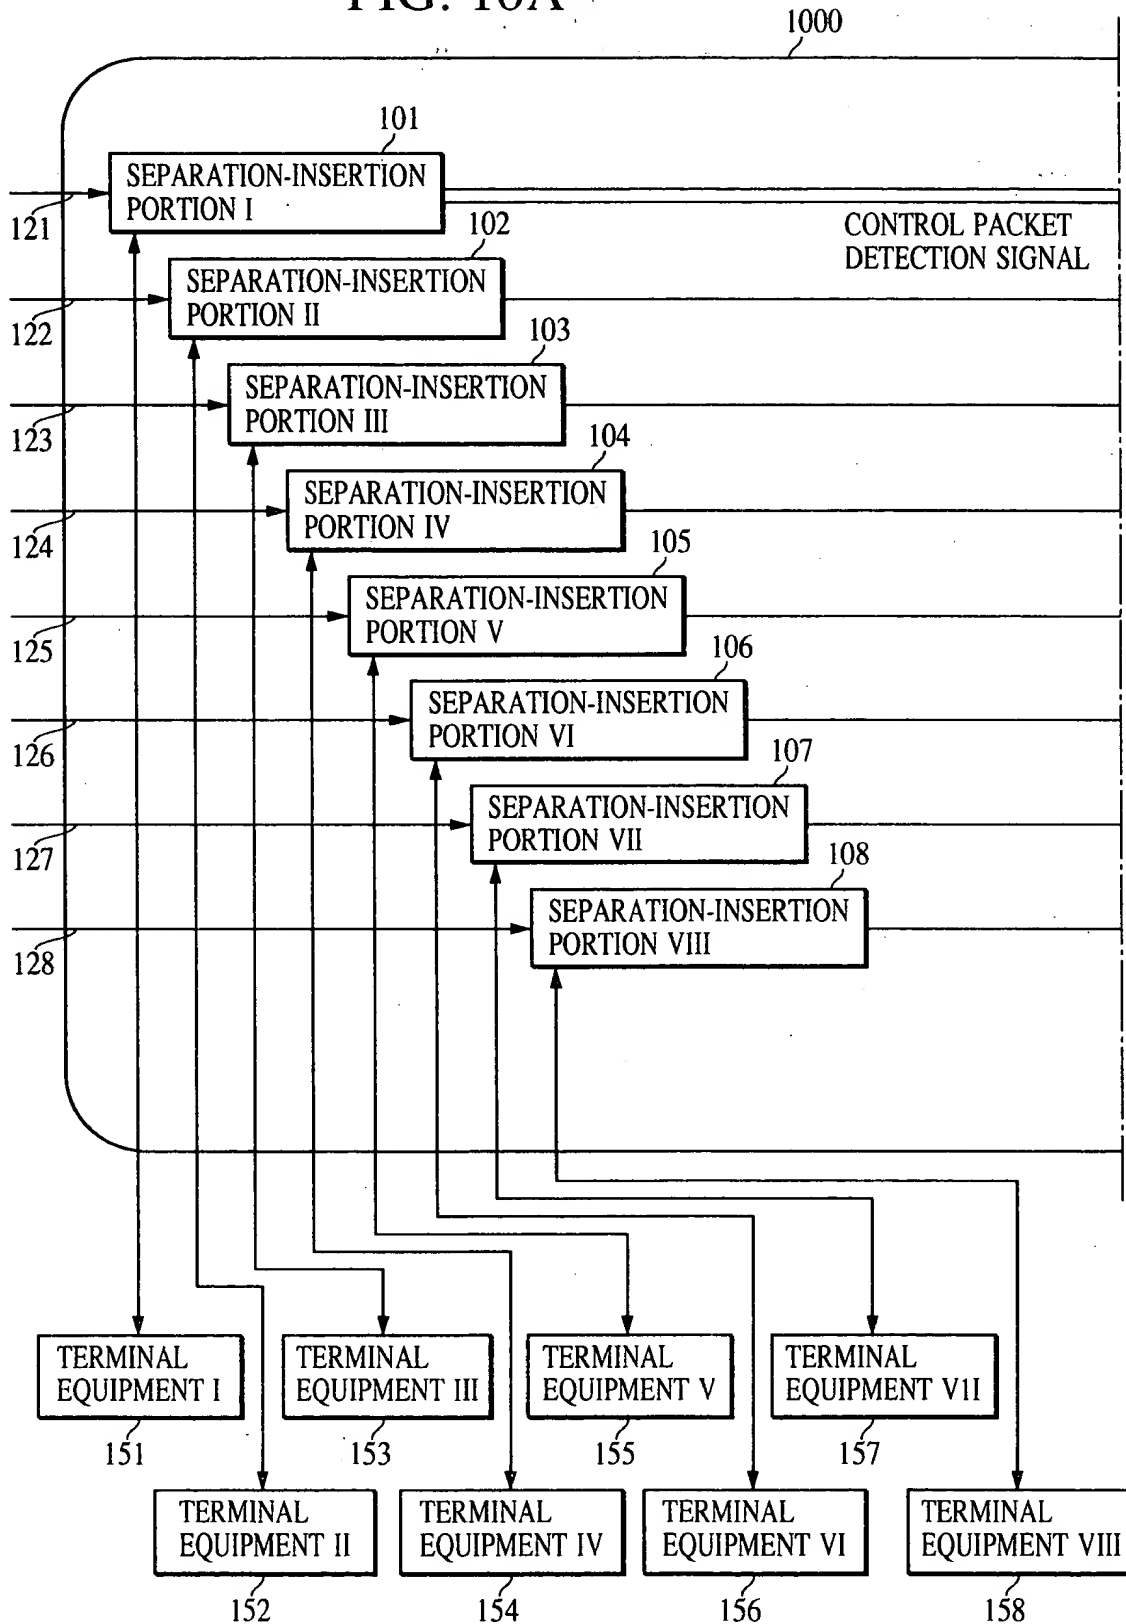 FIG. 10A
1000
101
SEPARATION-INSERTION
PORTION I
121
CONTROL PACKET
DETECTION SIGNAL
102
SEPARATION-INSERTION
PORTION II
122
103
SEPARATION-INSERTION
PORTION III
123
104
SEPARATION-INSERTION
PORTION IV
124
105
SEPARATION-INSERTION
PORTION V
125
106
SEPARATION-INSERTION
PORTION VI
126
107
SEPARATION-INSERTION
PORTION VII
127
108
SEPARATION-INSERTION
PORTION VIII
128
TERMINAL
EQUIPMENT I
151
TERMINAL
EQUIPMENT III
153
TERMINAL
EQUIPMENT V
155
TERMINAL
EQUIPMENT V1I
157
TERMINAL
EQUIPMENT II
152
TERMINAL
EQUIPMENT IV
154
TERMINAL
EQUIPMENT VI
156
TERMINAL
EQUIPMENT VIII
158